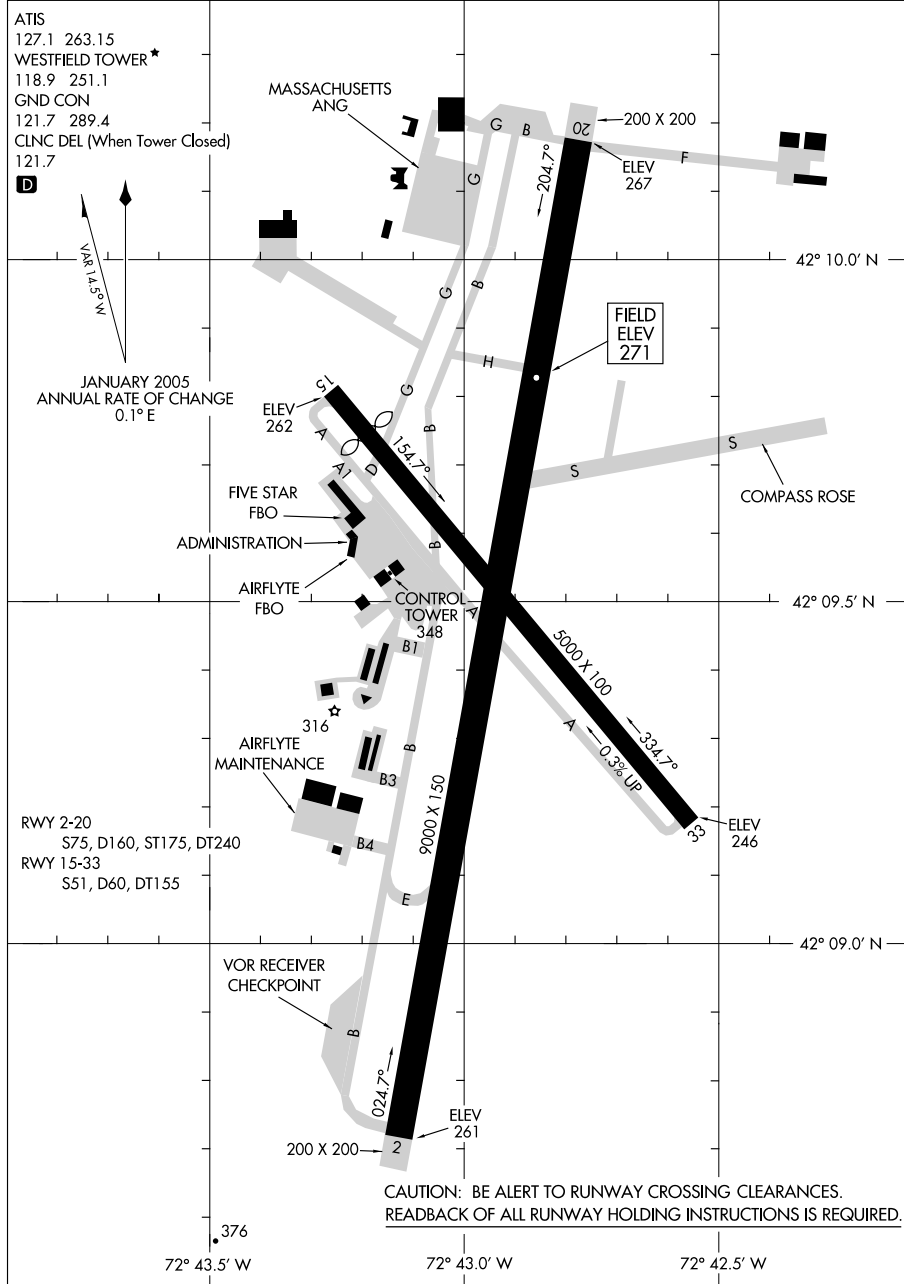 ATIS
127.1 263.15
WESTFIELD TOWER
118.9 251.1
GND CON
121.7 289.4
CLNC DEL (When Tower Closed)
121.7
D
VAR 14.5° W
JANUARY 2005
ANNUAL RATE OF CHANGE
0.1° E
MASSACHUSETTS
ANG
G
B
20
200 X 200
ELEV
267
F
204.7°
G
42° 10.0' N
G
B
FIELD
ELEV
271
H
15
ELEV
262
G
A
B
154.7°
S
S
COMPASS ROSE
A1
D
FIVE STAR
FBO
ADMINISTRATION
B
AIRFLYTE
FBO
CONTROL
TOWER
348
A
42° 09.5' N
B1
5000 X 100
316
A
334.7°
0.3% UP
AIRFLYTE
MAINTENANCE
B
B3
9000 X 150
33
ELEV
246
RWY 2-20
S75, D160, ST175, DT240
RWY 15-33
S51, D60, DT155
B4
E
42° 09.0' N
VOR RECEIVER
CHECKPOINT
B
024.7°
ELEV
261
200 X 200
2
CAUTION: BE ALERT TO RUNWAY CROSSING CLEARANCES.
READBACK OF ALL RUNWAY HOLDING INSTRUCTIONS IS REQUIRED.
376
72° 43.5' W
72° 43.0' W
72° 42.5' W